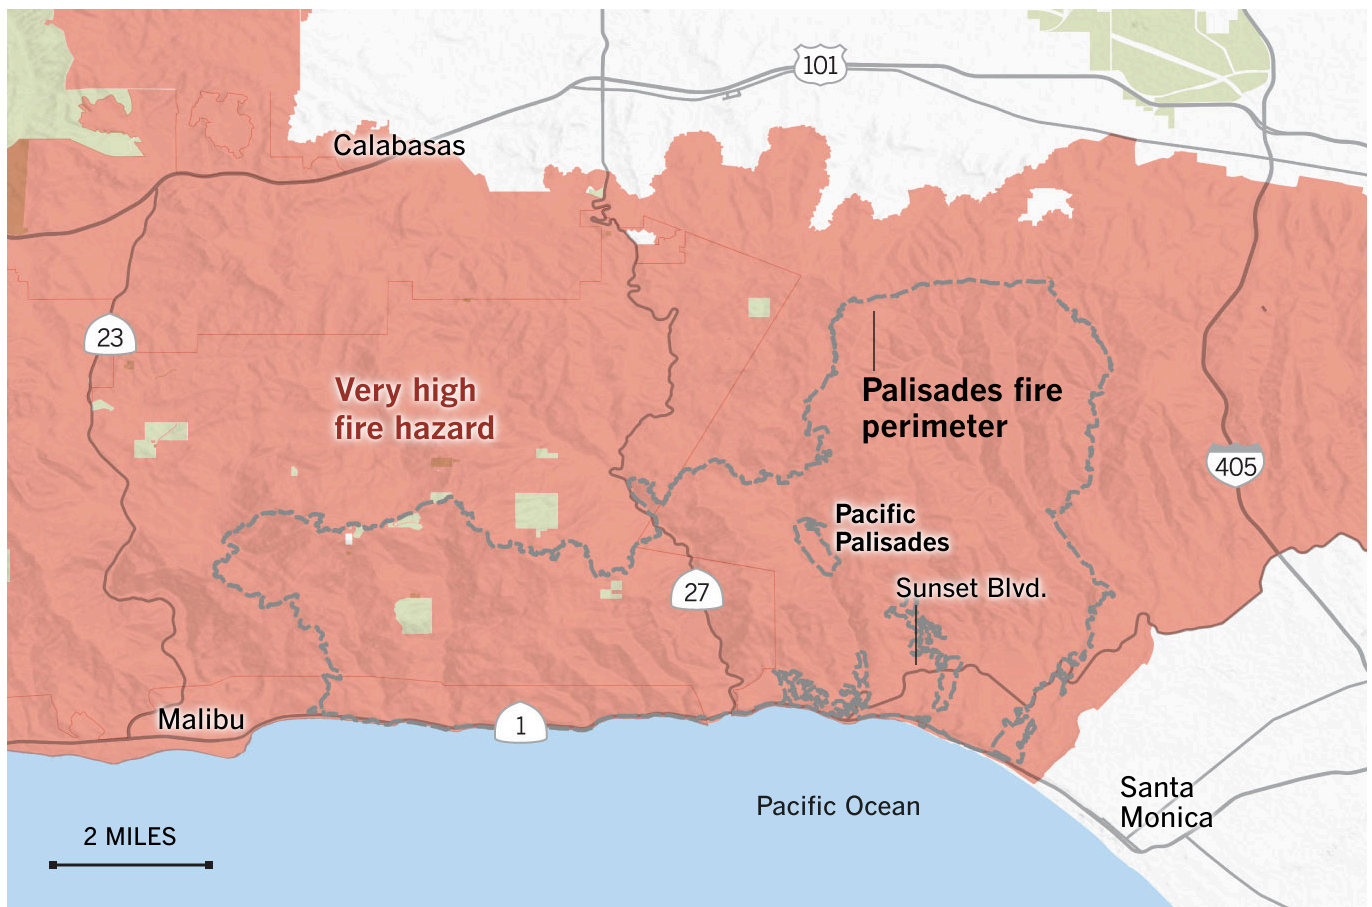 101
Calabasas
23
Very high
fire hazard
Palisades fire
perimeter
405
Pacific
Palisades
Sunset Blvd.
27
Malibu
1
Santa
Monica
Pacific Ocean
2 MILES